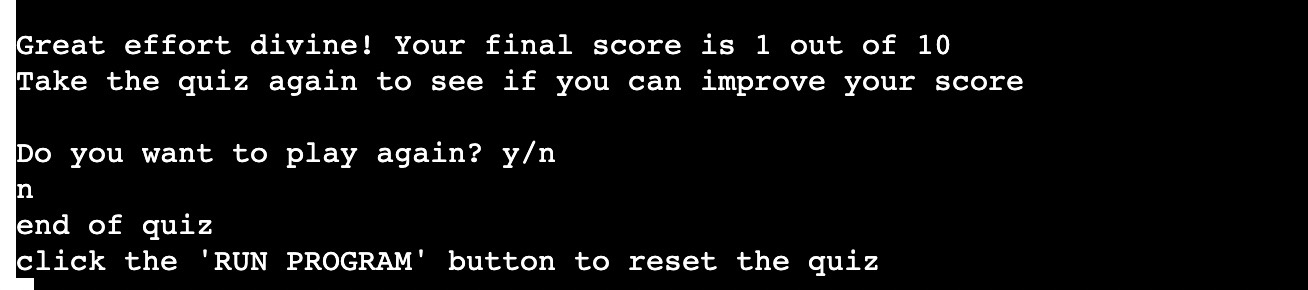 Great effort divine! Your final score is 1 out of 10
Take the quiz again to see if you can improve your score
Do you want to play again? y/n
n
end of quiz
click the 'RUN PROGRAM' button to reset the quiz